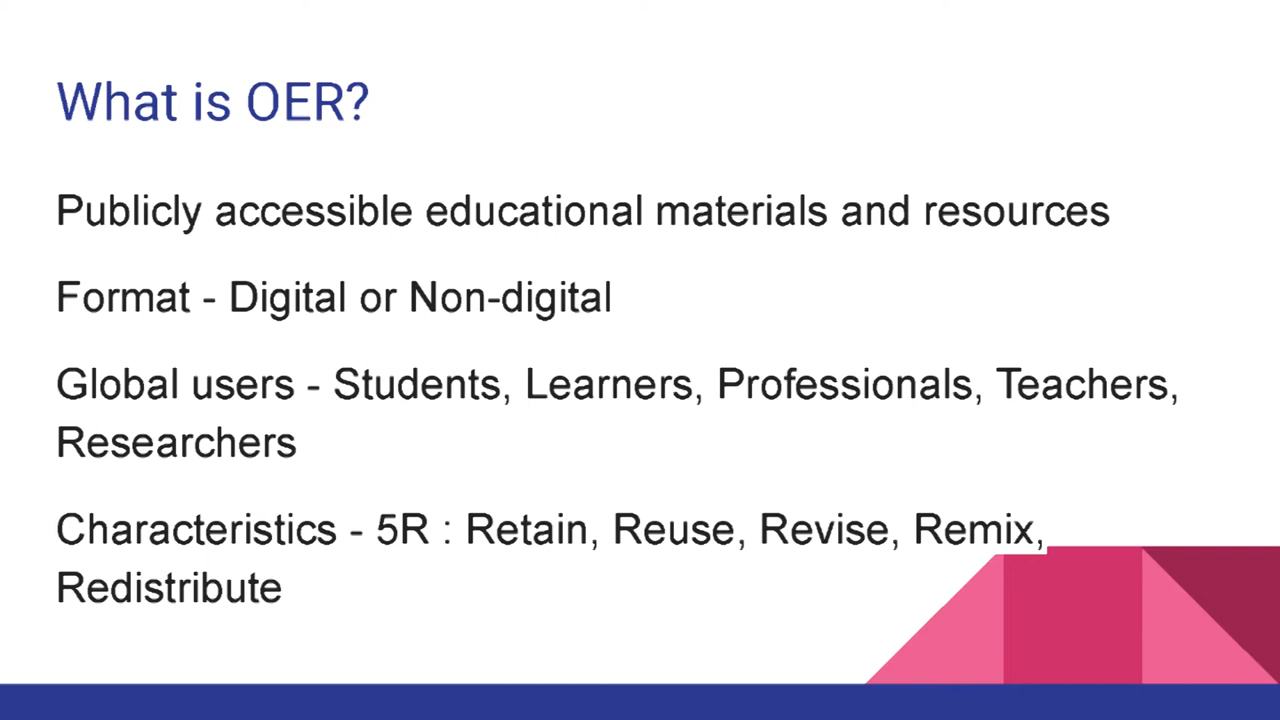 What is OER?
Publicly accessible educational materials and resources
Format - Digital or Non-digital
Global users - Students, Learners, Professionals, Teachers,
Researchers
Characteristics - 5R : Retain, Reuse, Revise, Remix,
Redistribute